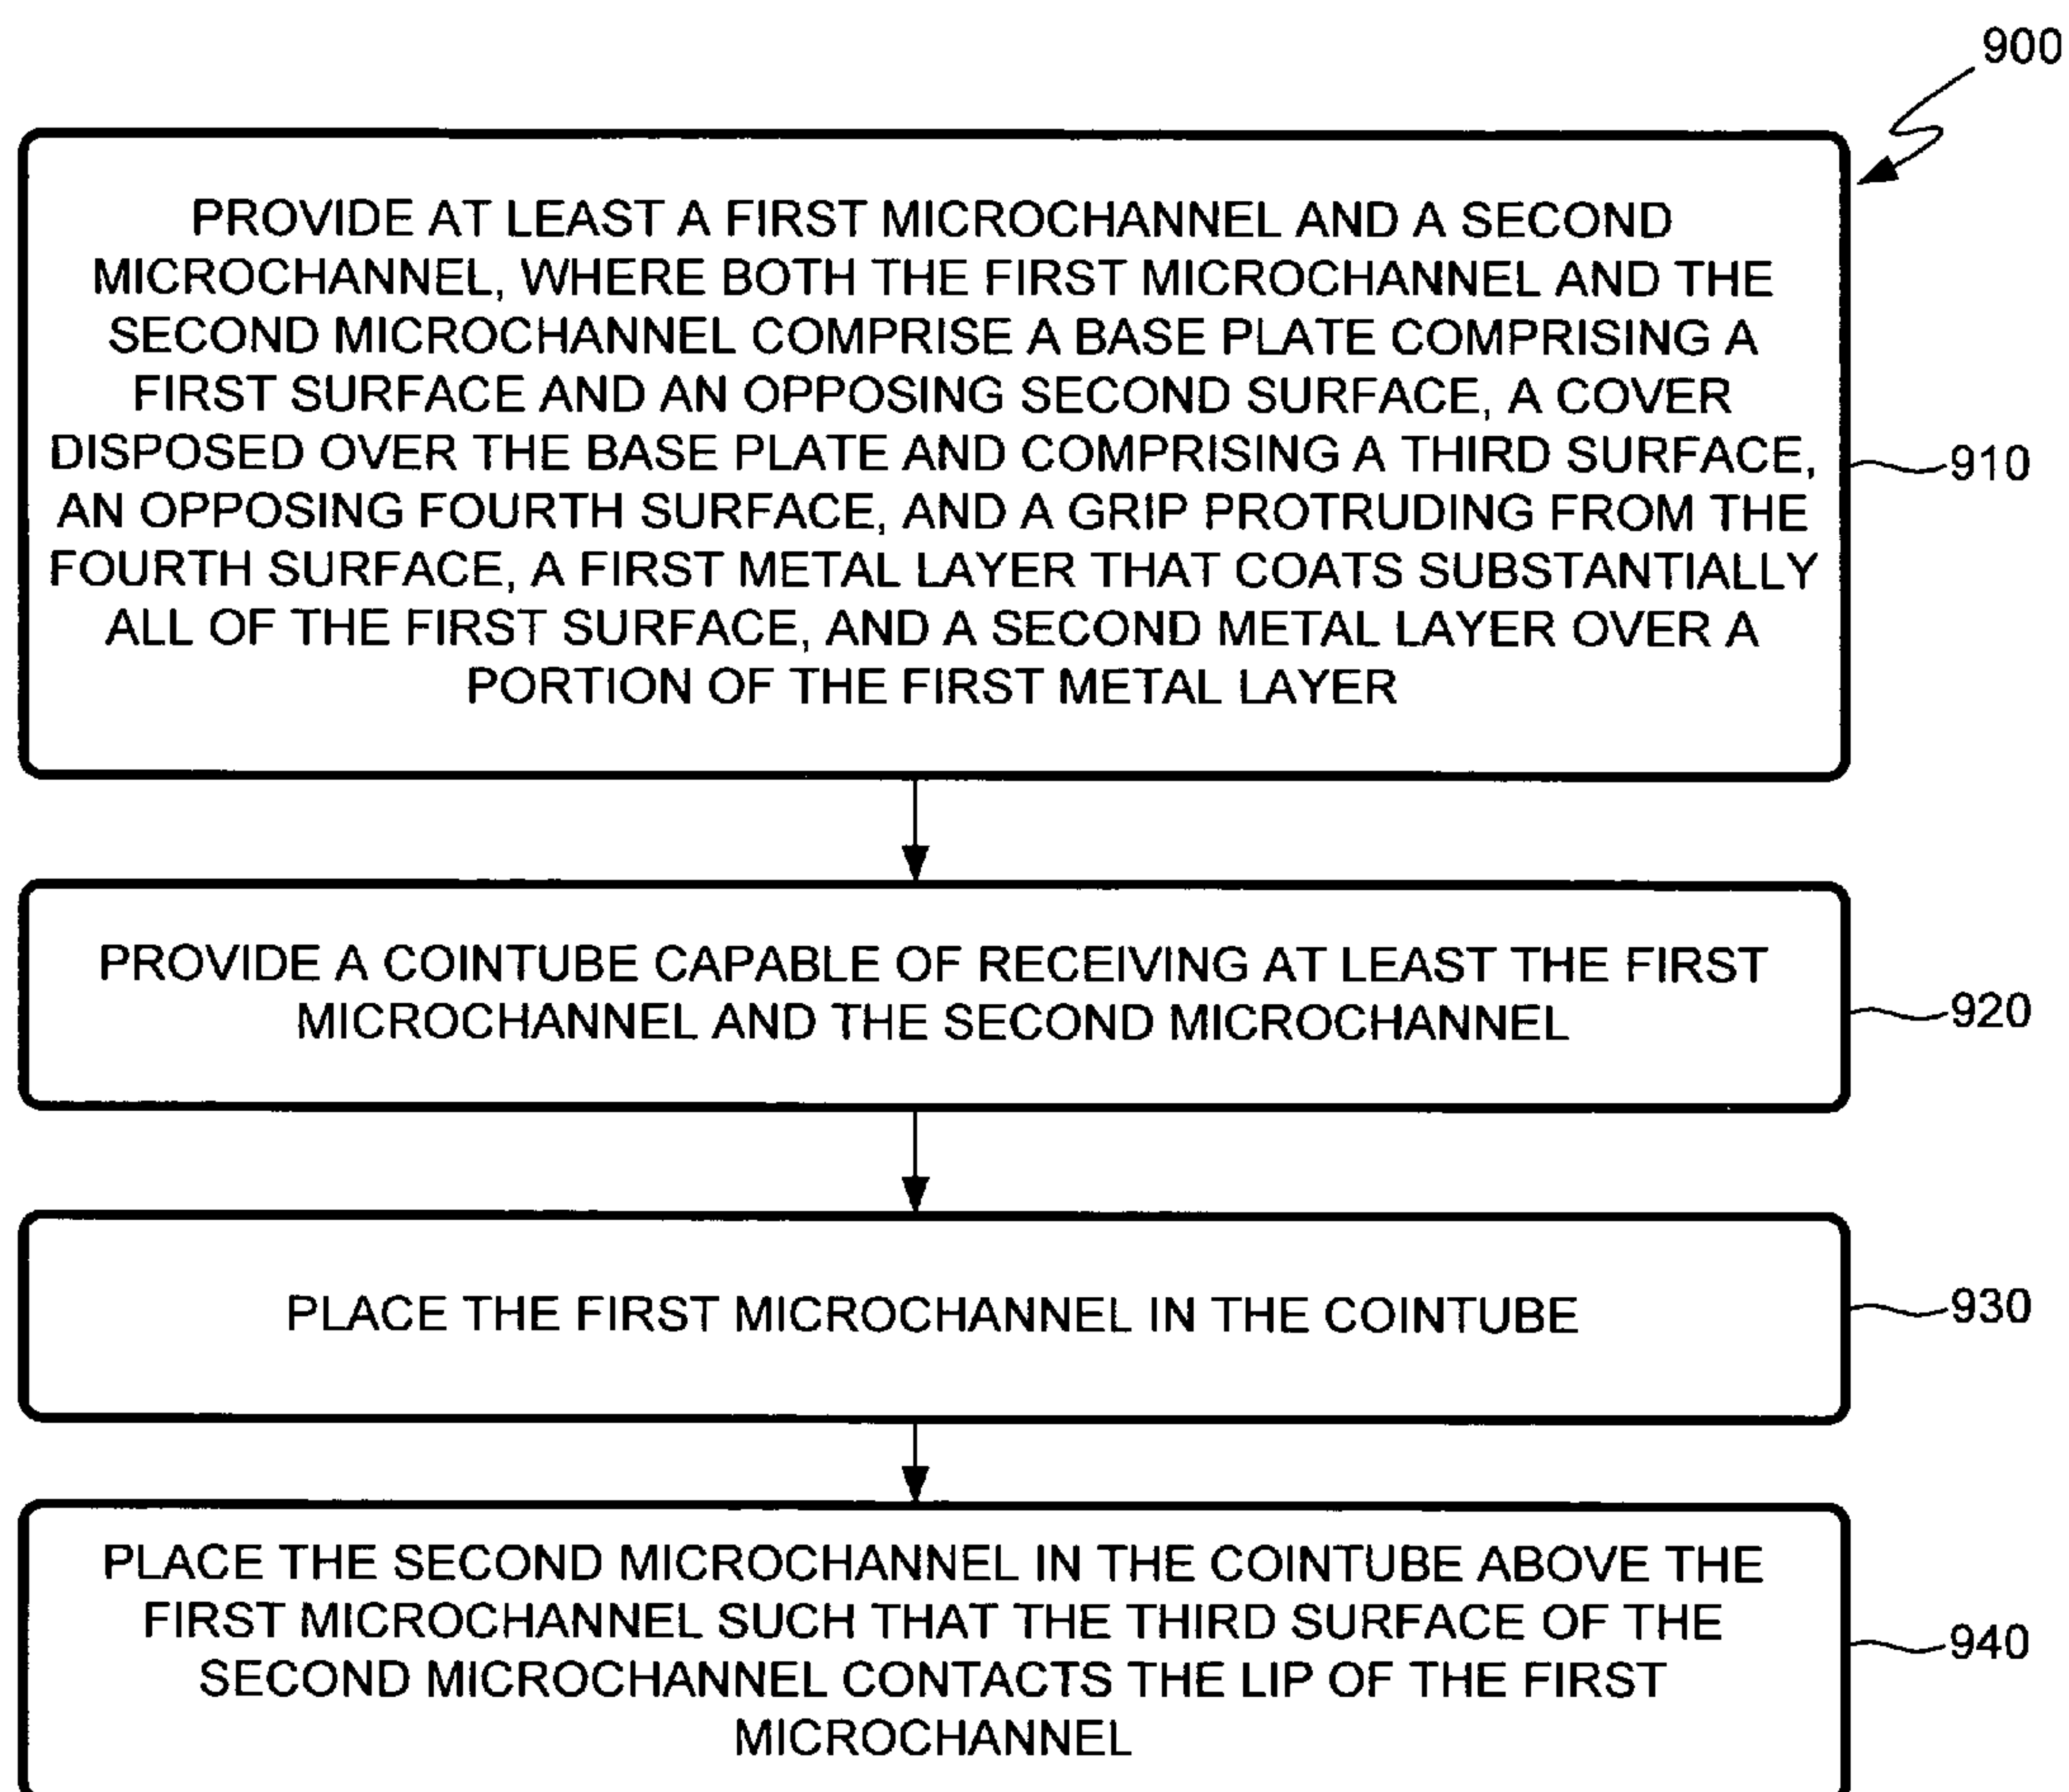 900
PROVIDE AT LEAST A FIRST MICROCHANNEL AND A SECOND
MICROCHANNEL, WHERE BOTH THE FIRST MICROCHANNEL AND THE
SECOND MICROCHANNEL COMPRISE A BASE PLATE COMPRISING A
FIRST SURFACE AND AN OPPOSING SECOND SURFACE, A COVER
DISPOSED OVER THE BASE PLATE AND COMPRISING A THIRD SURFACE,
AN OPPOSING FOURTH SURFACE, AND A GRIP PROTRUDING FROM THE
FOURTH SURFACE, A FIRST METAL LAYER THAT COATS SUBSTANTIALLY
ALL OF THE FIRST SURFACE, AND A SECOND METAL LAYER OVER A
PORTION OF THE FIRST METAL LAYER
910
PROVIDE A COINTUBE CAPABLE OF RECEIVING AT LEAST THE FIRST
MICROCHANNEL AND THE SECOND MICROCHANNEL
920
PLACE THE FIRST MICROCHANNEL IN THE COINTUBE
930
PLACE THE SECOND MICROCHANNEL IN THE COINTUBE ABOVE THE
FIRST MICROCHANNEL SUCH THAT THE THIRD SURFACE OF THE
SECOND MICROCHANNEL CONTACTS THE LIP OF THE FIRST
MICROCHANNEL
940